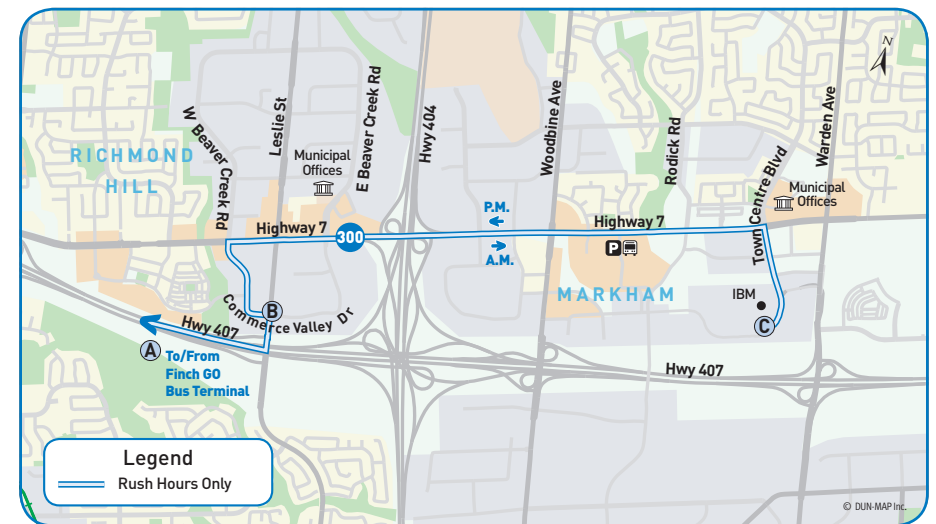 N
W Beaver Creek Rd
Leslie St
E Beaver Creek Rd
Hwy 404
Woodbine Ave
Rodick Rd
Town Centre Blvd
Warden Ave
RICHMOND
HILL
Municipal
Offices
Municipal
Offices
Highway 7
300
P.M.
A.M.
Highway 7
P
MARKHAM
IBM
B
C
Commerce Valley Dr
Hwy 407
A
To/From
Finch GO
Bus Terminal
Hwy 407
Legend
Rush Hours Only
© DUN-MAP Inc.